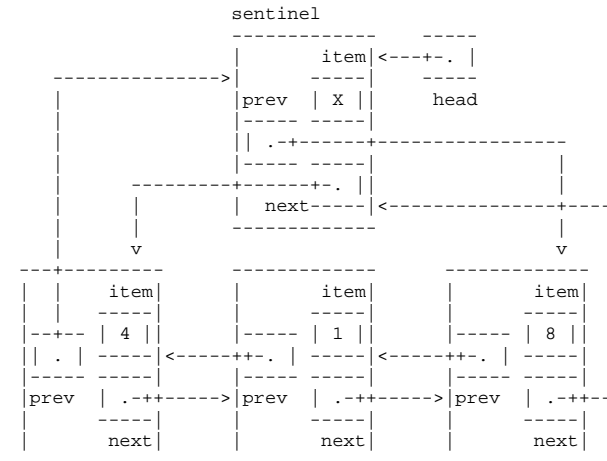 sentinel
item
prev X head
next
item item item
4 1 8
prev prev prev
next next next